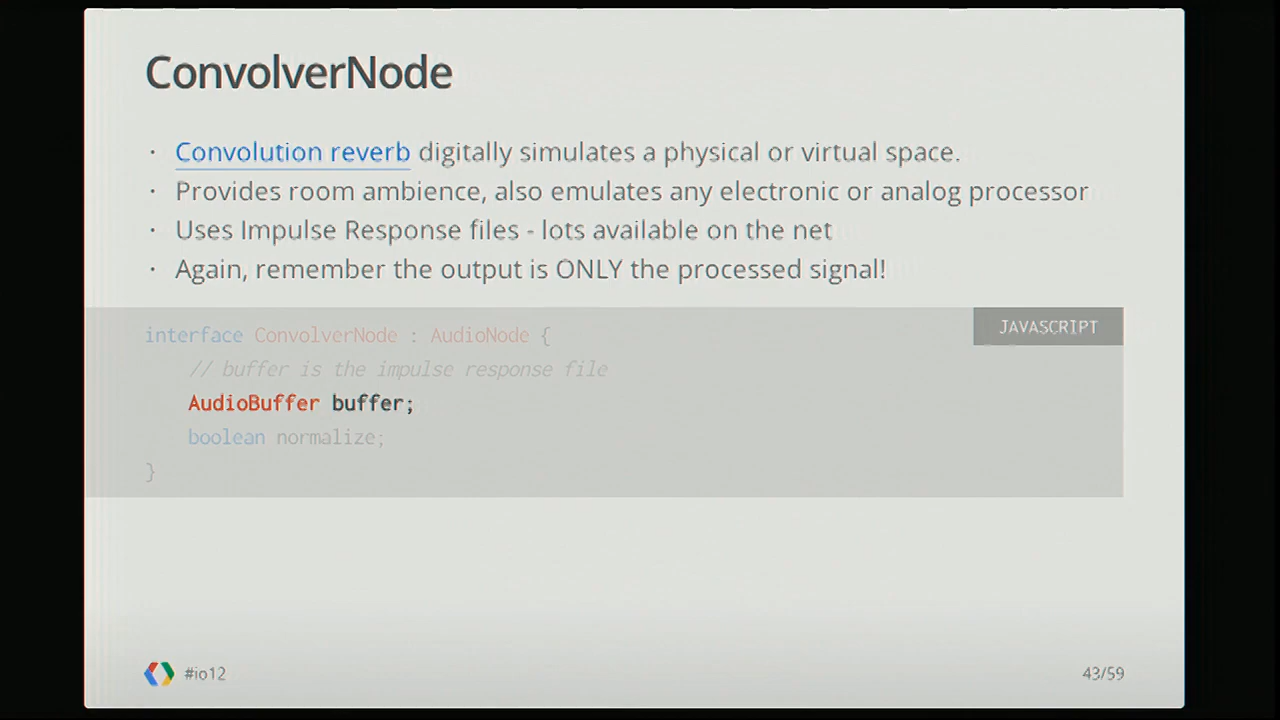 ConvolverNode
· Convolution reverb digitally simulates a physical or virtual space.
· Provides room ambience, also emulates any electronic or analog processor
· Uses Impulse Response files - lots available on the net
· Again, remember the output is ONLY the processed signal!
JAVASCRIPT
interface ConvolverNode : AudioNode {
// buffer is the impulse response file
AudioBuffer buffer;
boolean normalize;
}
#io12
43/59